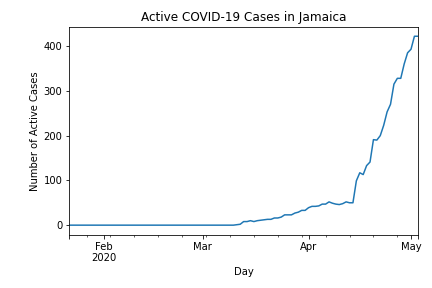 Active COVID-19 Cases in Jamaica
400
300
200
100
0
Number of Active Cases
Feb
2020
Mar
Apr
May
Day